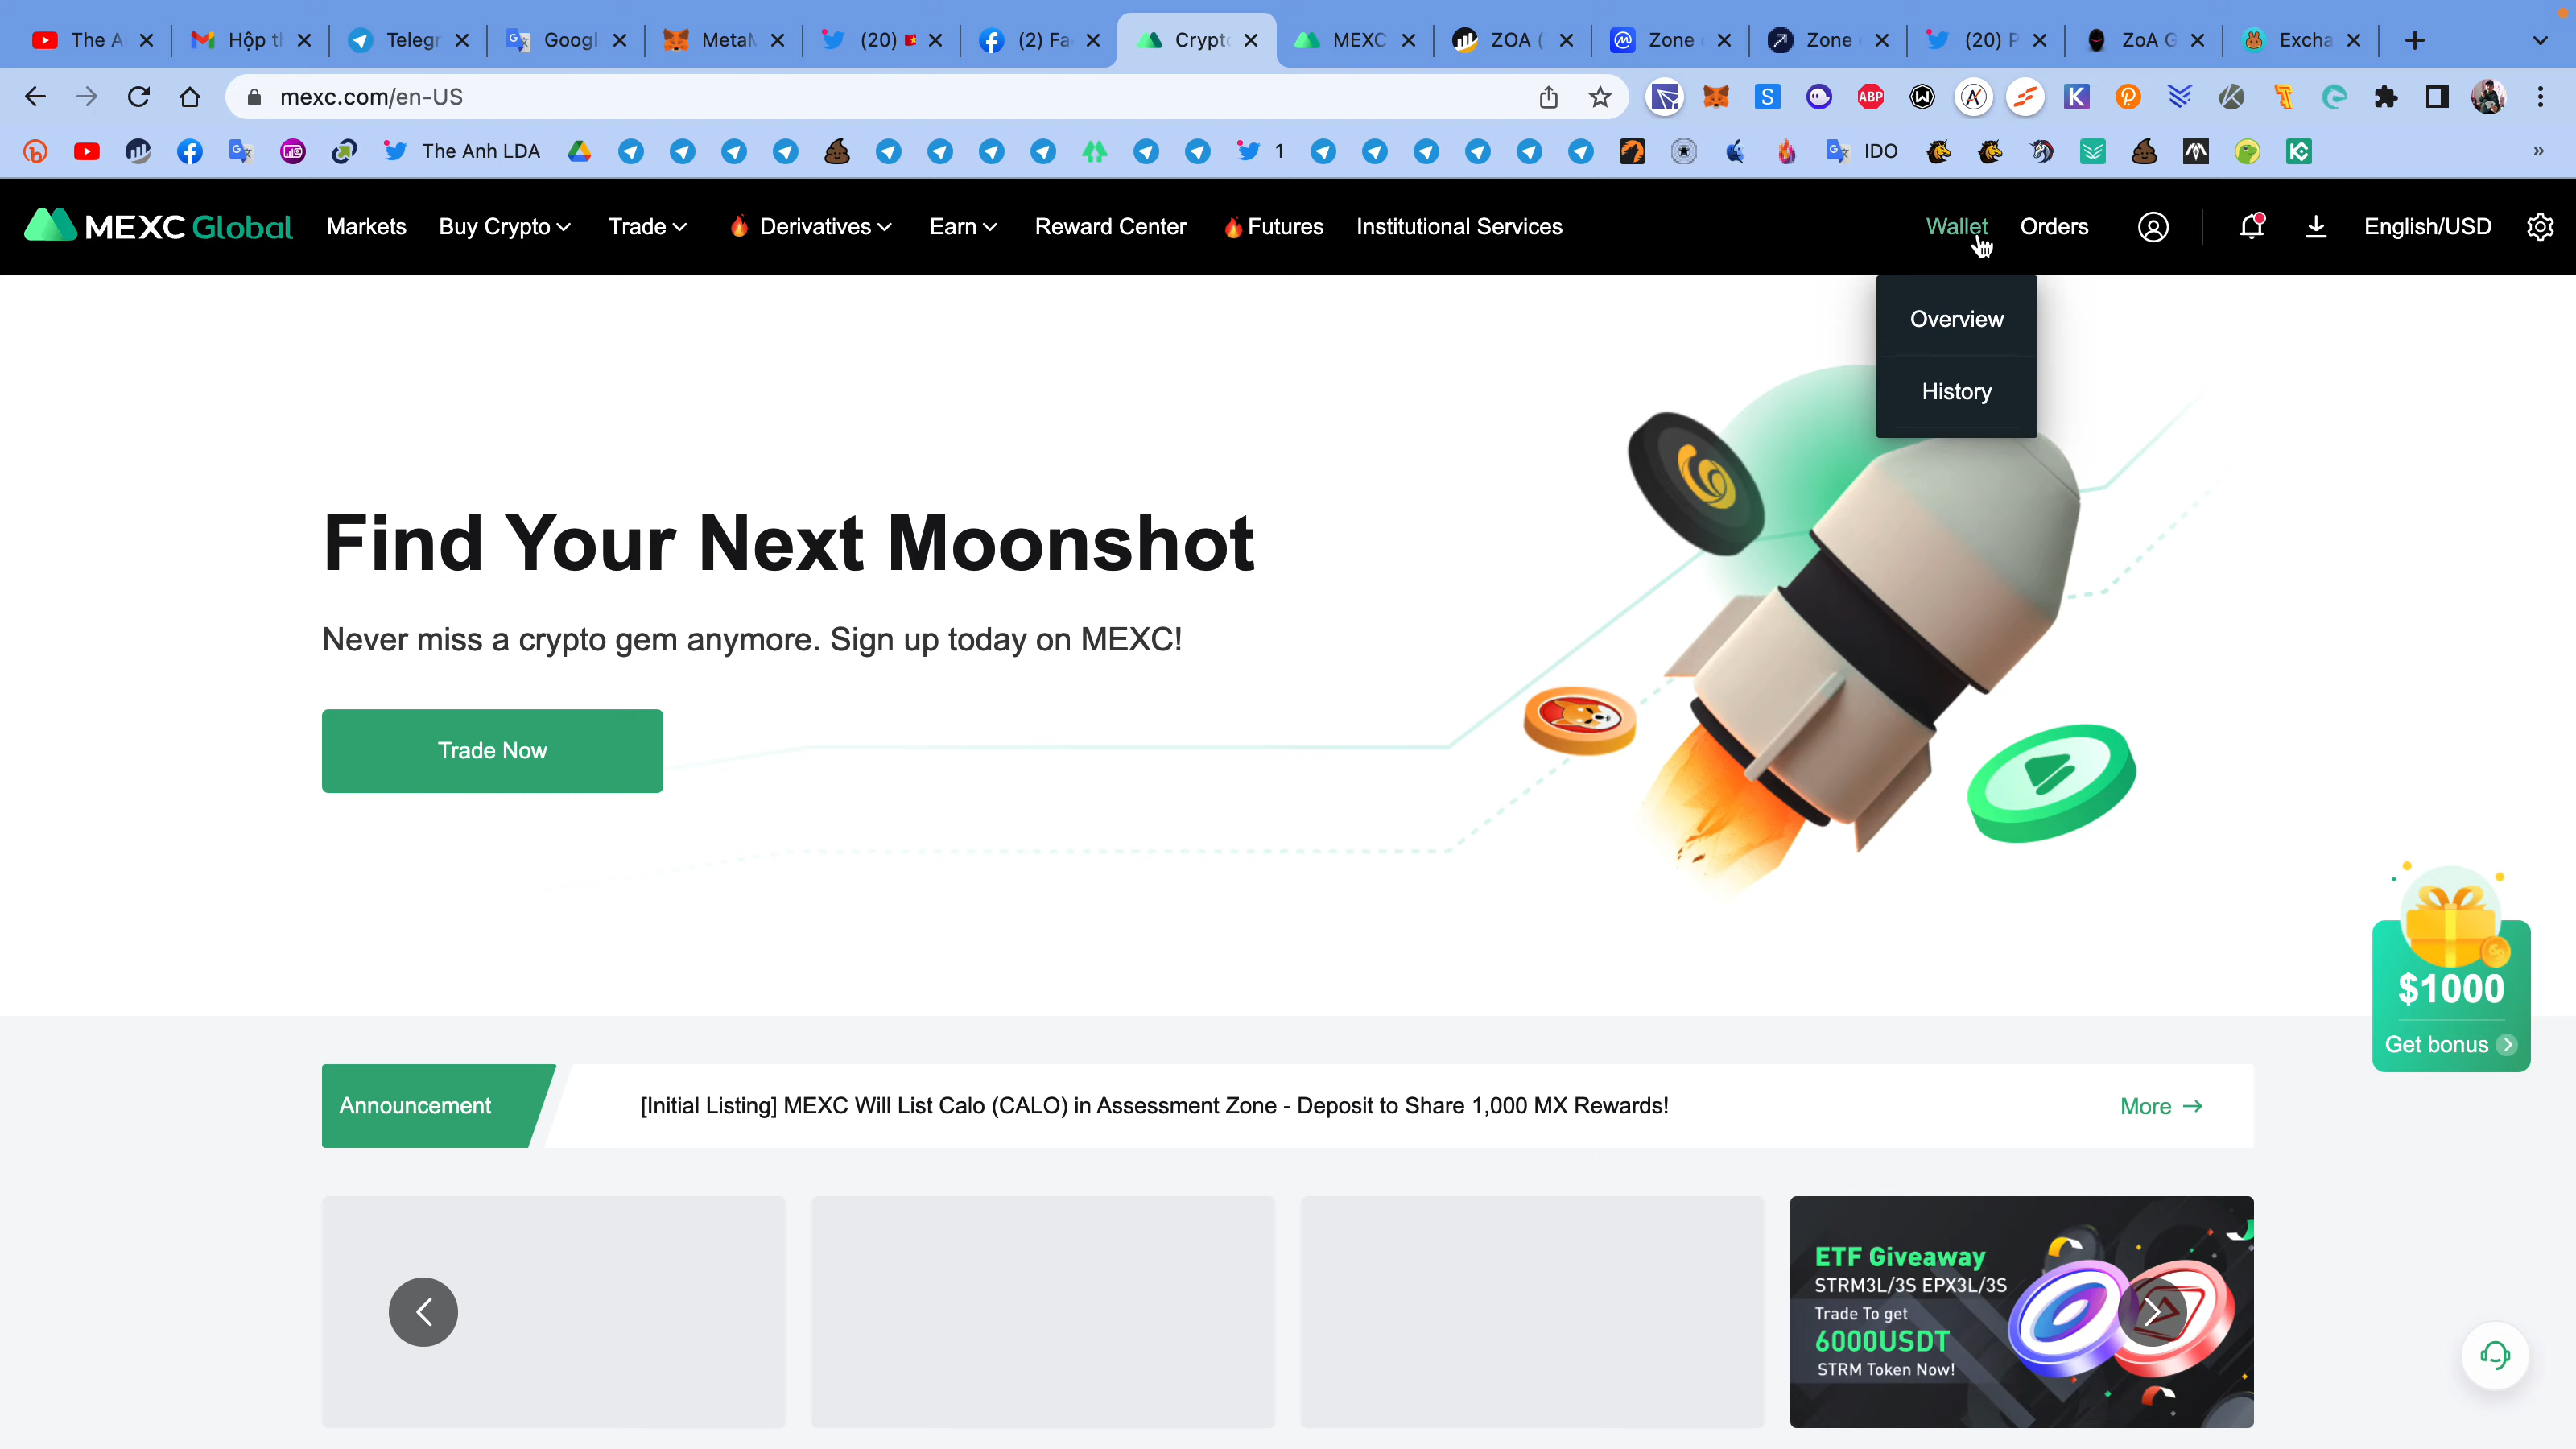 The A
Hộp t
Telegr
Googl
Meta
(20)
(2) Fa
Crypt
MEXC
ZOA (
Zone
Zone
(20) P
ZoA G
Excha
mexc.com/en-US
S
ABP
K
The Anh LDA
1
IDO
MEXC Global
Markets
Buy Crypto
Trade
Derivatives
Earn
Reward Center
Futures
Institutional Services
Wallet
Orders
English/USD
Overview
History
Find Your Next Moonshot
Never miss a crypto gem anymore. Sign up today on MEXC!
Trade Now
$1000
Get bonus
Announcement
[Initial Listing] MEXC Will List Calo (CALO) in Assessment Zone - Deposit to Share 1,000 MX Rewards!
More →
ETF Giveaway
STRM3L/3S EPX3L/3S
Trade To get
6000USDT
STRM Token Now!